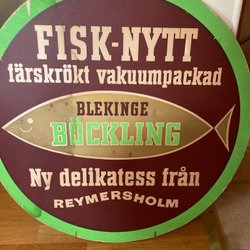 FISK-NYTT
färskrökt vakuumpackad
BLEKINGE
BÖCKLING
Ny delikatess från
REYMERSHOLM